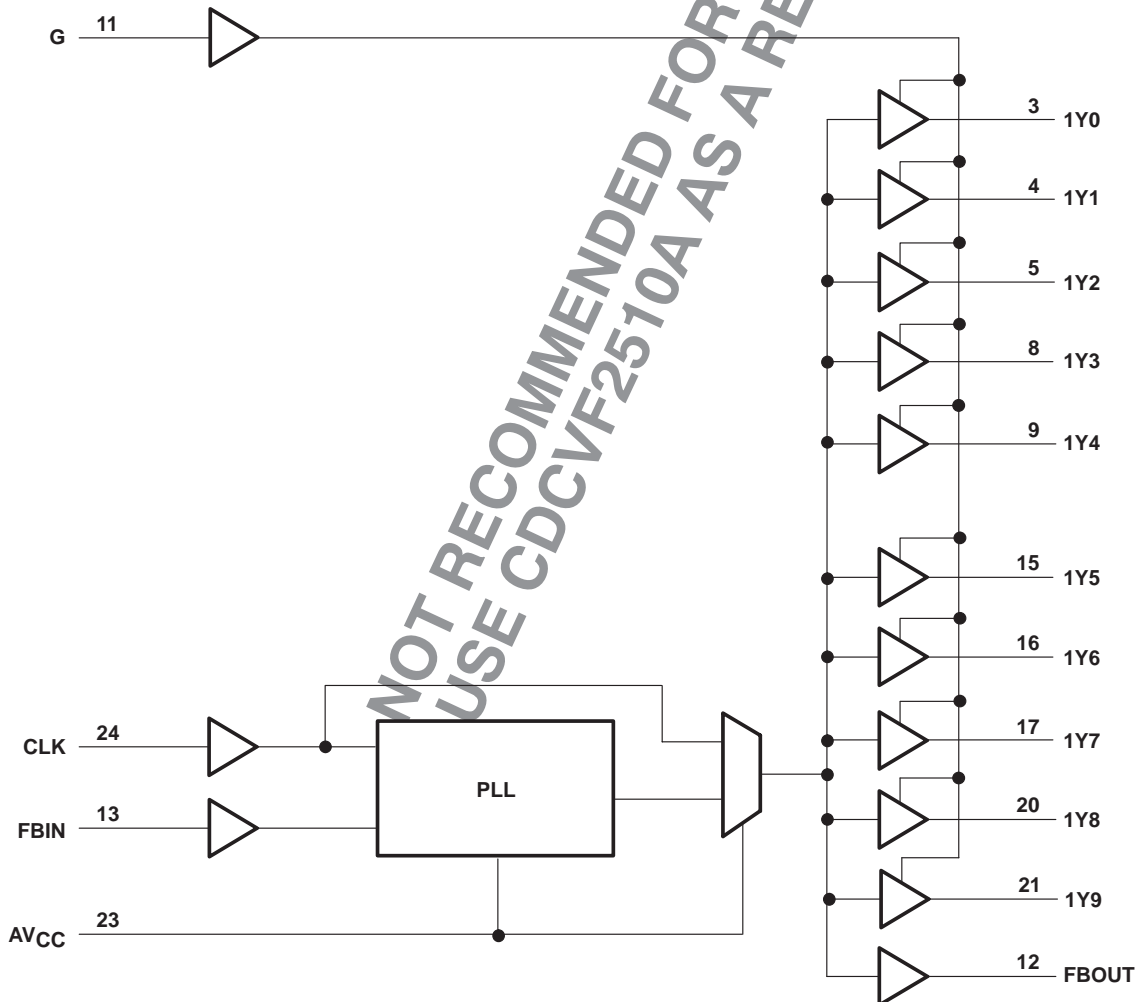 G 11
3 1Y0
4 1Y1
5 1Y2
8 1Y3
9 1Y4
15 1Y5
16 1Y6
CLK 24
17 1Y7
PLL
FBIN 13
20 1Y8
21 1Y9
AVCC 23
12 FBOUT
NOT RECOMMENDED FOR
USE CDCVF2510A AS A RE